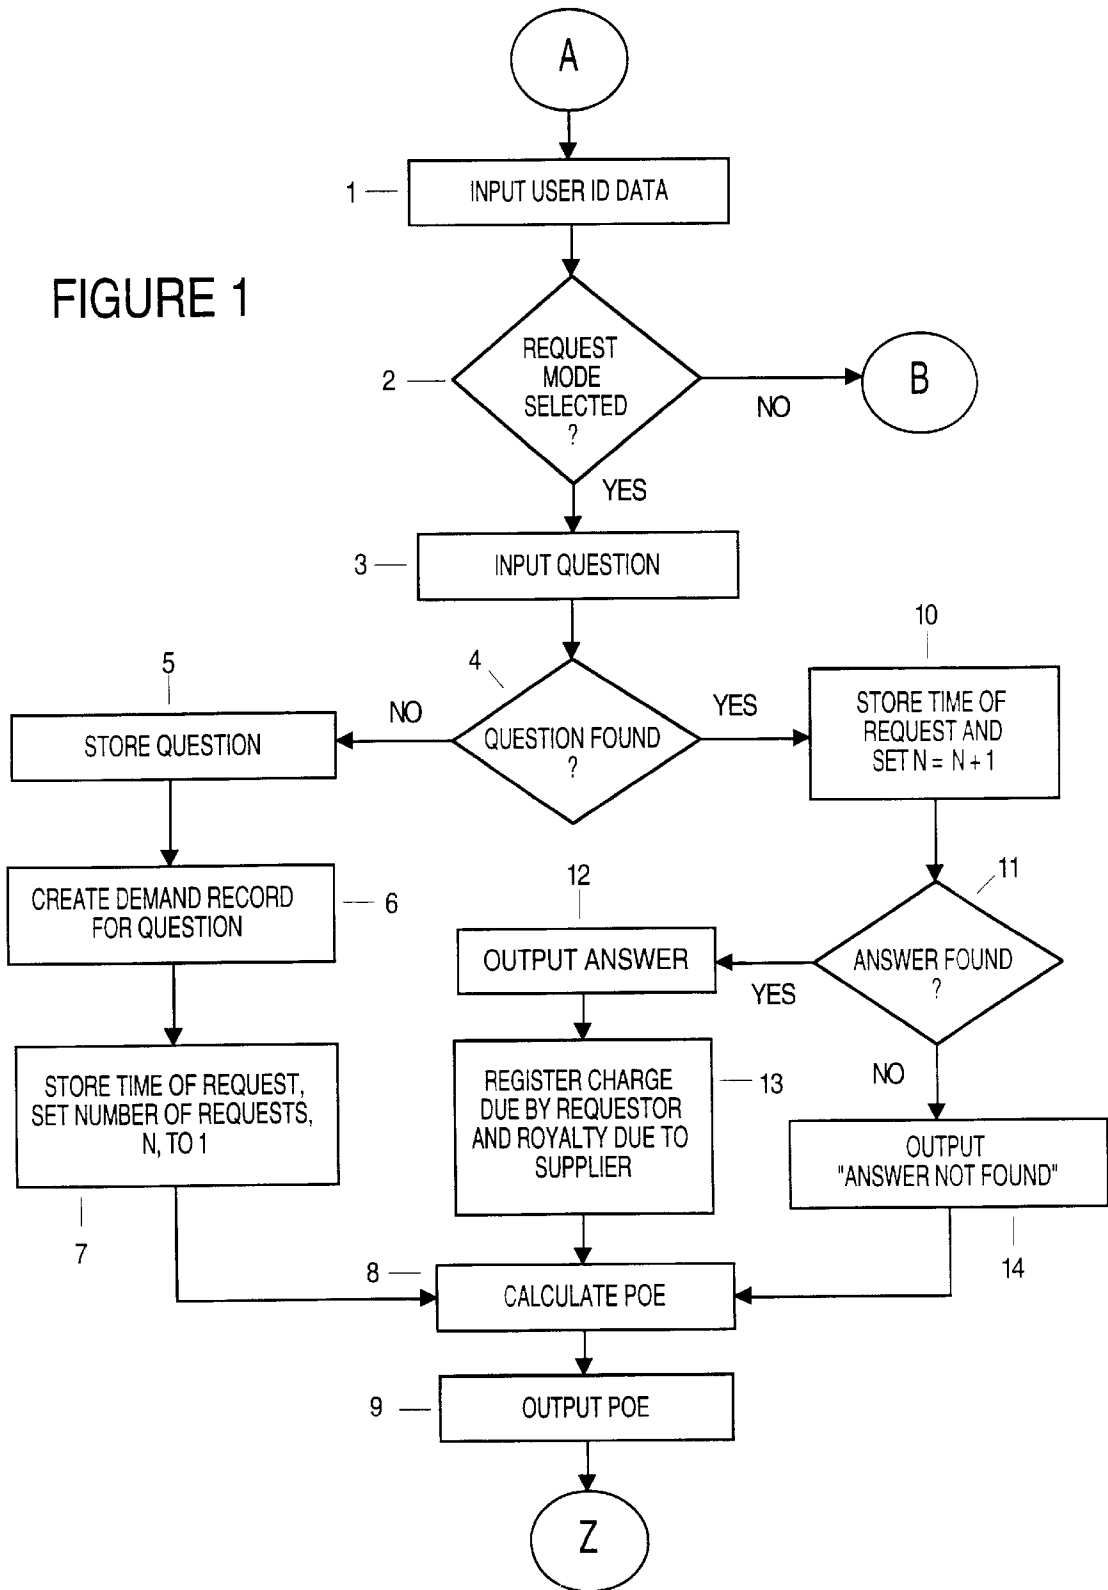 A
1
INPUT USER ID DATA
FIGURE 1
2
REQUEST
MODE
SELECTED
?
NO
B
YES
3
INPUT QUESTION
10
5
4
NO
YES
STORE QUESTION
QUESTION FOUND
?
STORE TIME OF
REQUEST AND
SET N = N + 1
12
11
CREATE DEMAND RECORD
FOR QUESTION
6
OUTPUT ANSWER
YES
ANSWER FOUND
?
NO
STORE TIME OF REQUEST,
SET NUMBER OF REQUESTS,
N, TO 1
7
REGISTER CHARGE
DUE BY REQUESTOR
AND ROYALTY DUE TO
SUPPLIER
13
OUTPUT
"ANSWER NOT FOUND"
14
8
CALCULATE POE
9
OUTPUT POE
Z